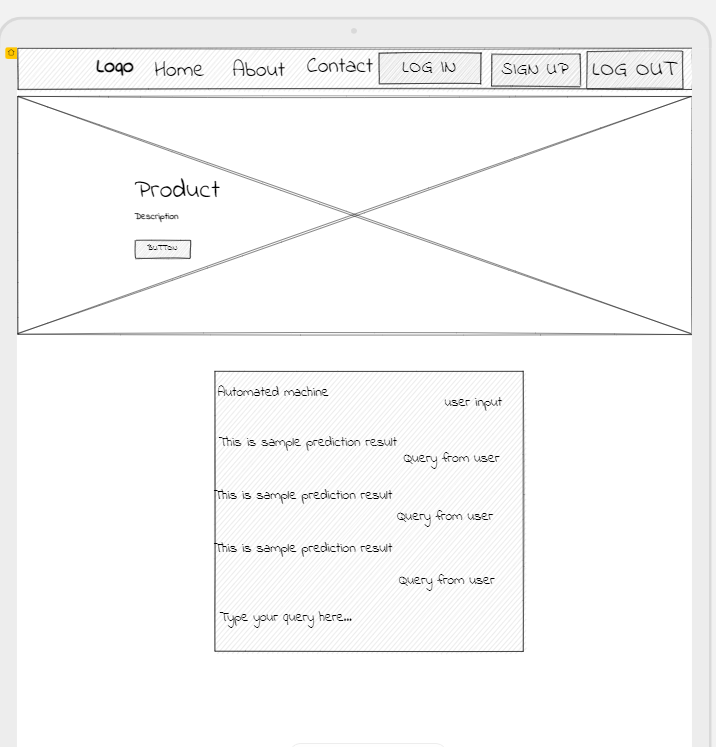 Logo Home About Contact LOG IN SIGN UP LOG OUT
Product
Description
BUTTON
Automated machine
user input
This is sample prediction result
Query from user
This is sample prediction result
Query from user
This is sample prediction result
Query from user
Type your query here...